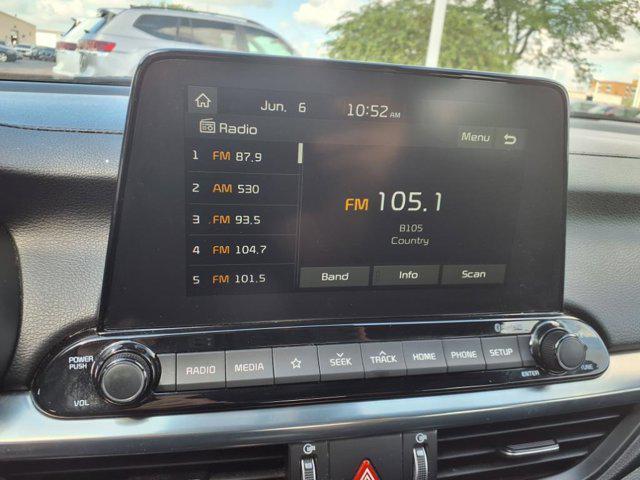 Jun. 6 10:52 AM
Radio
Menu
1 FM 87.9
2 AM 530
3 FM 93.5
4 FM 104.7
5 FM 101.5
FM 105.1
B105
Country
Band Info Scan
POWER
PUSH
VOL
RADIO MEDIA SEEK TRACK HOME PHONE SETUP
ENTER TUNE